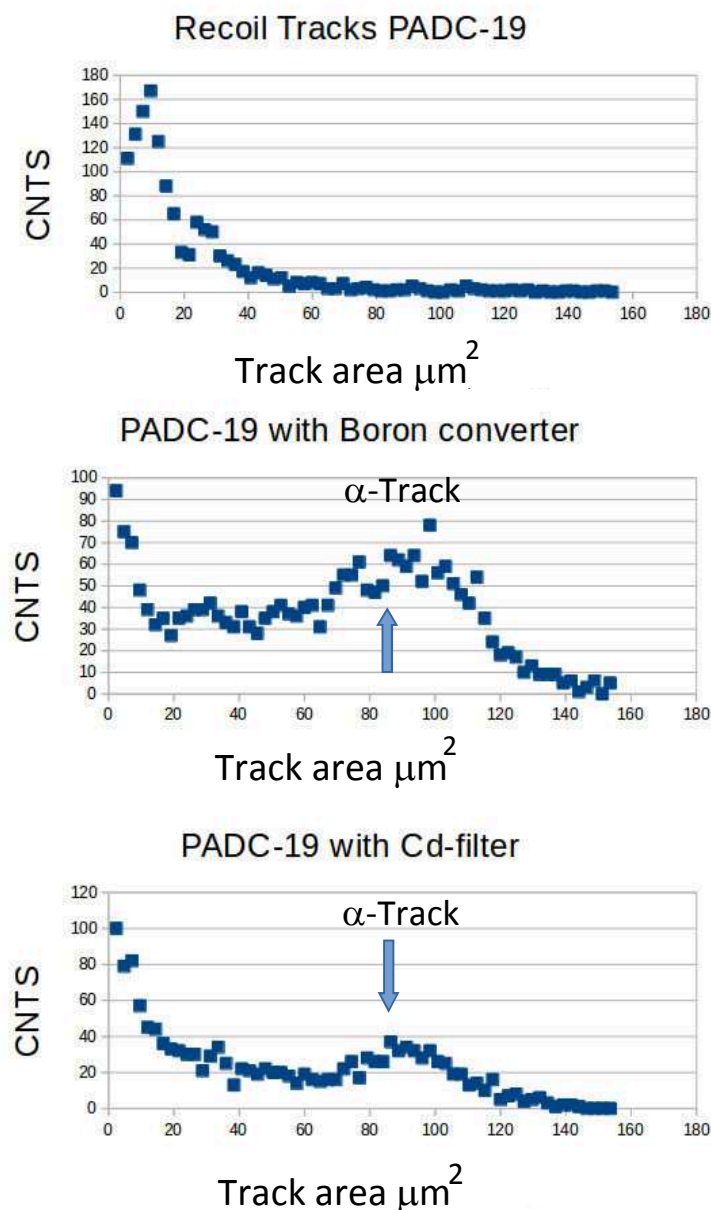 Recoil Tracks PADC-19
180
160
140
120
100
80
60
40
20
0
CNTS
0 20 40 60 80 100 120 140 160 180
Track area μm2
PADC-19 with Boron converter
α-Track
100
90
80
70
60
50
40
30
20
10
0
CNTS
0 20 40 60 80 100 120 140 160 180
Track area μm2
PADC-19 with Cd-filter
α-Track
120
100
80
60
40
20
0
CNTS
0 20 40 60 80 100 120 140 160 180
Track area μm2